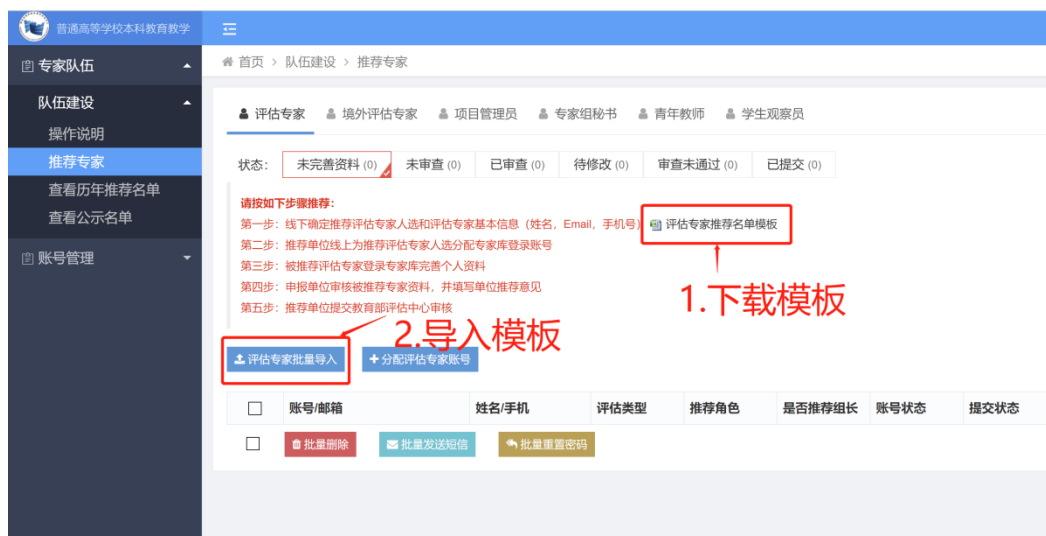 普通高等学校本科教育教学
专家队伍
首页 > 队伍建设 > 推荐专家
队伍建设
操作说明
推荐专家
查看历年推荐名单
查看公示名单
账号管理
评估专家 境外评估专家 项目管理员 专家组秘书 青年教师 学生观察员
状态: 未完善资料 (0) 未审查 (0) 已审查 (0) 待修改 (0) 审查未通过 (0) 已提交 (0)
请按如下步骤推荐：
第一步：线下确定推荐评估专家人选和评估专家基本信息（姓名，Email，手机号） 评估专家推荐名单模板
第二步：推荐单位线上为推荐评估专家人选分配专家库登录账号
第三步：被推荐评估专家登录专家库完善个人资料
第四步：申报单位审核被推荐专家资料，并填写单位推荐意见
第五步：推荐单位提交教育部评估中心审核
1.下载模板
2.导入模板
评估专家批量导入 +分配评估专家账号
账号/邮箱 姓名/手机 评估类型 推荐角色 是否推荐组长 账号状态 提交状态
批量删除 批量发送短信 批量重置密码